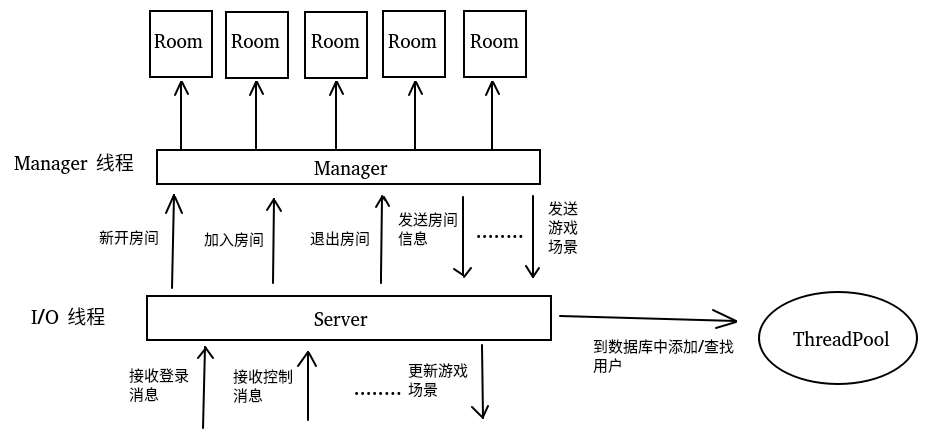 Room
Room
Room
Room
Room
Manager 线程
Manager
新开房间
加入房间
退出房间
发送房间
信息
........
发送
游戏
场景
I/O 线程
Server
到数据库中添加/查找
用户
ThreadPool
接收登录
消息
接收控制
消息
........
更新游戏
场景